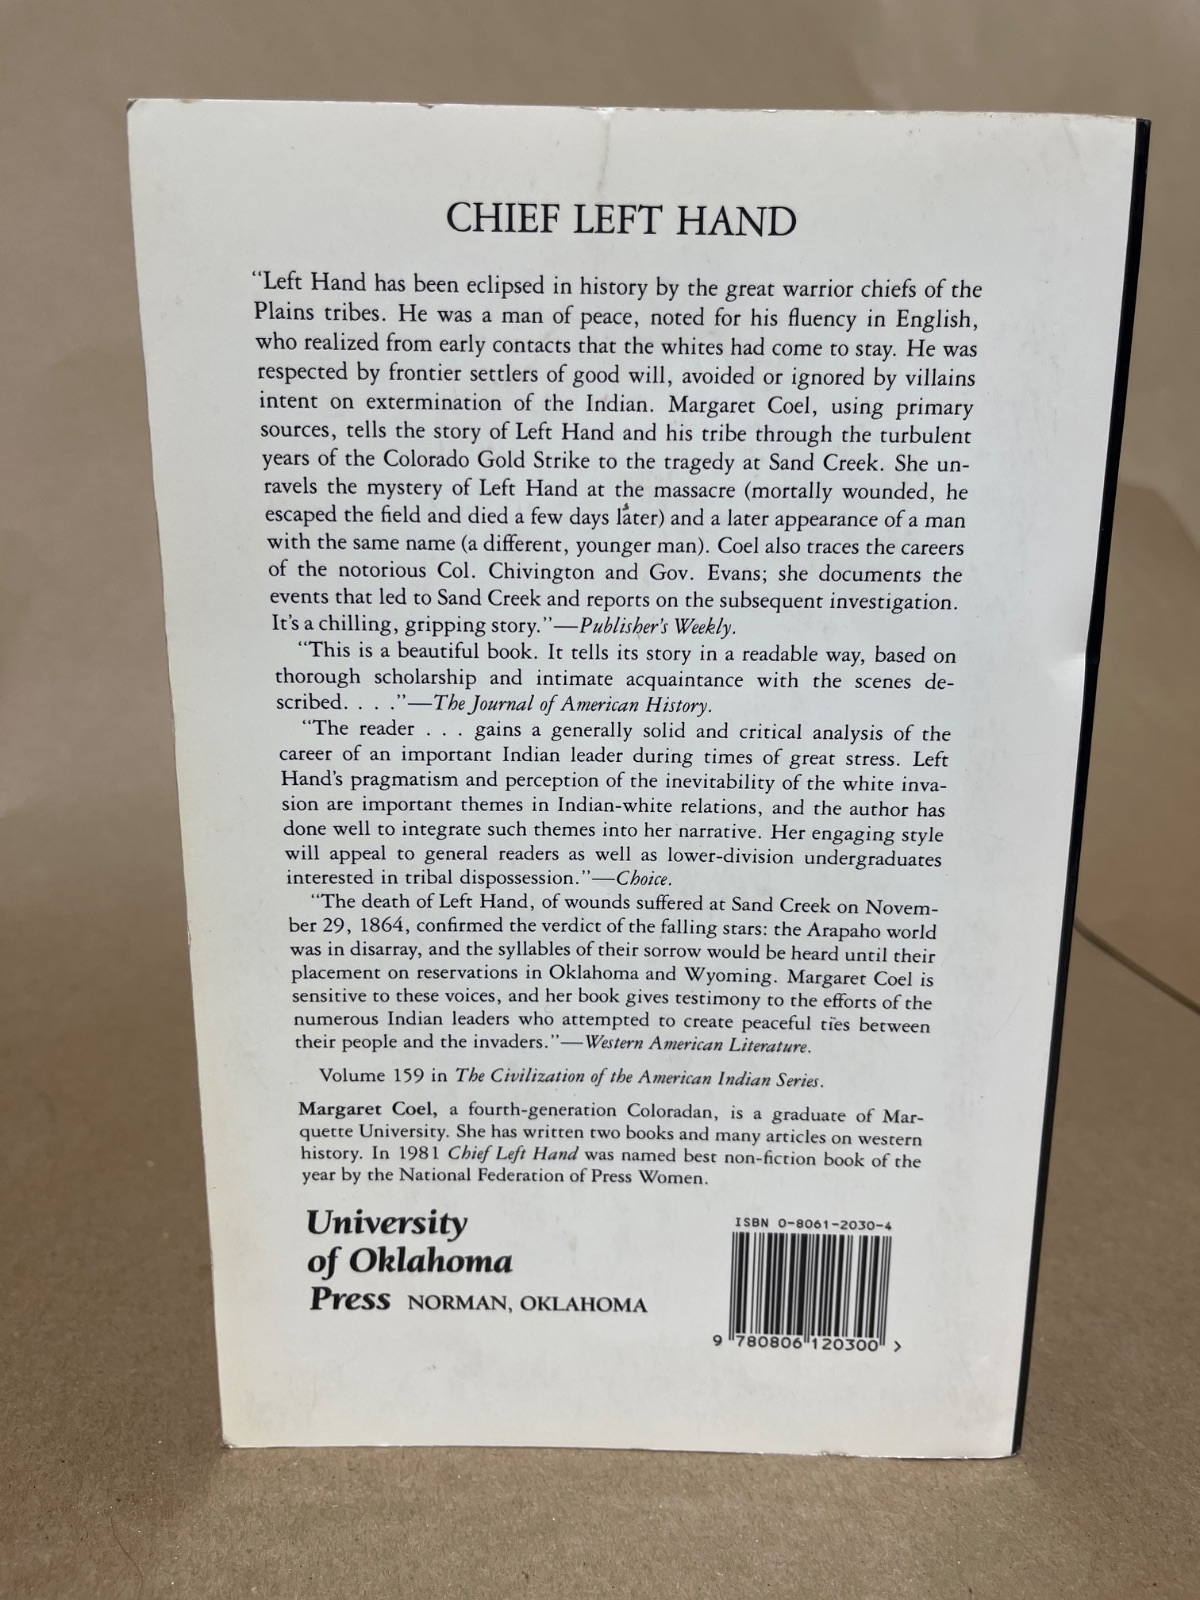 CHIEF LEFT HAND
“Left Hand has been eclipsed in history by the great warrior chiefs of the
Plains tribes. He was a man of peace, noted for his fluency in English,
who realized from early contacts that the whites had come to stay. He was
respected by frontier settlers of good will, avoided or ignored by villains
intent on extermination of the Indian. Margaret Coel, using primary
sources, tells the story of Left Hand and his tribe through the turbulent
years of the Colorado Gold Strike to the tragedy at Sand Creek. She un-
ravels the mystery of Left Hand at the massacre (mortally wounded, he
escaped the field and died a few days later) and a later appearance of a man
with the same name (a different, younger man). Coel also traces the careers
of the notorious Col. Chivington and Gov. Evans; she documents the
events that led to Sand Creek and reports on the subsequent investigation.
It's a chilling, gripping story.”—Publisher's Weekly.
“This is a beautiful book. It tells its story in a readable way, based on
thorough scholarship and intimate acquaintance with the scenes de-
scribed. . . .”—The Journal of American History.
“The reader . . . gains a generally solid and critical analysis of the
career of an important Indian leader during times of great stress. Left
Hand's pragmatism and perception of the inevitability of the white inva-
sion are important themes in Indian-white relations, and the author has
done well to integrate such themes into her narrative. Her engaging style
will appeal to general readers as well as lower-division undergraduates
interested in tribal dispossession.”—Choice.
“The death of Left Hand, of wounds suffered at Sand Creek on Novem-
ber 29, 1864, confirmed the verdict of the falling stars: the Arapaho world
was in disarray, and the syllables of their sorrow would be heard until their
placement on reservations in Oklahoma and Wyoming. Margaret Coel is
sensitive to these voices, and her book gives testimony to the efforts of the
numerous Indian leaders who attempted to create peaceful ties between
their people and the invaders.”—Western American Literature.
Volume 159 in The Civilization of the American Indian Series.
Margaret Coel, a fourth-generation Coloradan, is a graduate of Mar-
quette University. She has written two books and many articles on western
history. In 1981 Chief Left Hand was named best non-fiction book of the
year by the National Federation of Press Women.
University
of Oklahoma
Press NORMAN, OKLAHOMA
ISBN 0-8061-2030-4
9 780806 120300 >